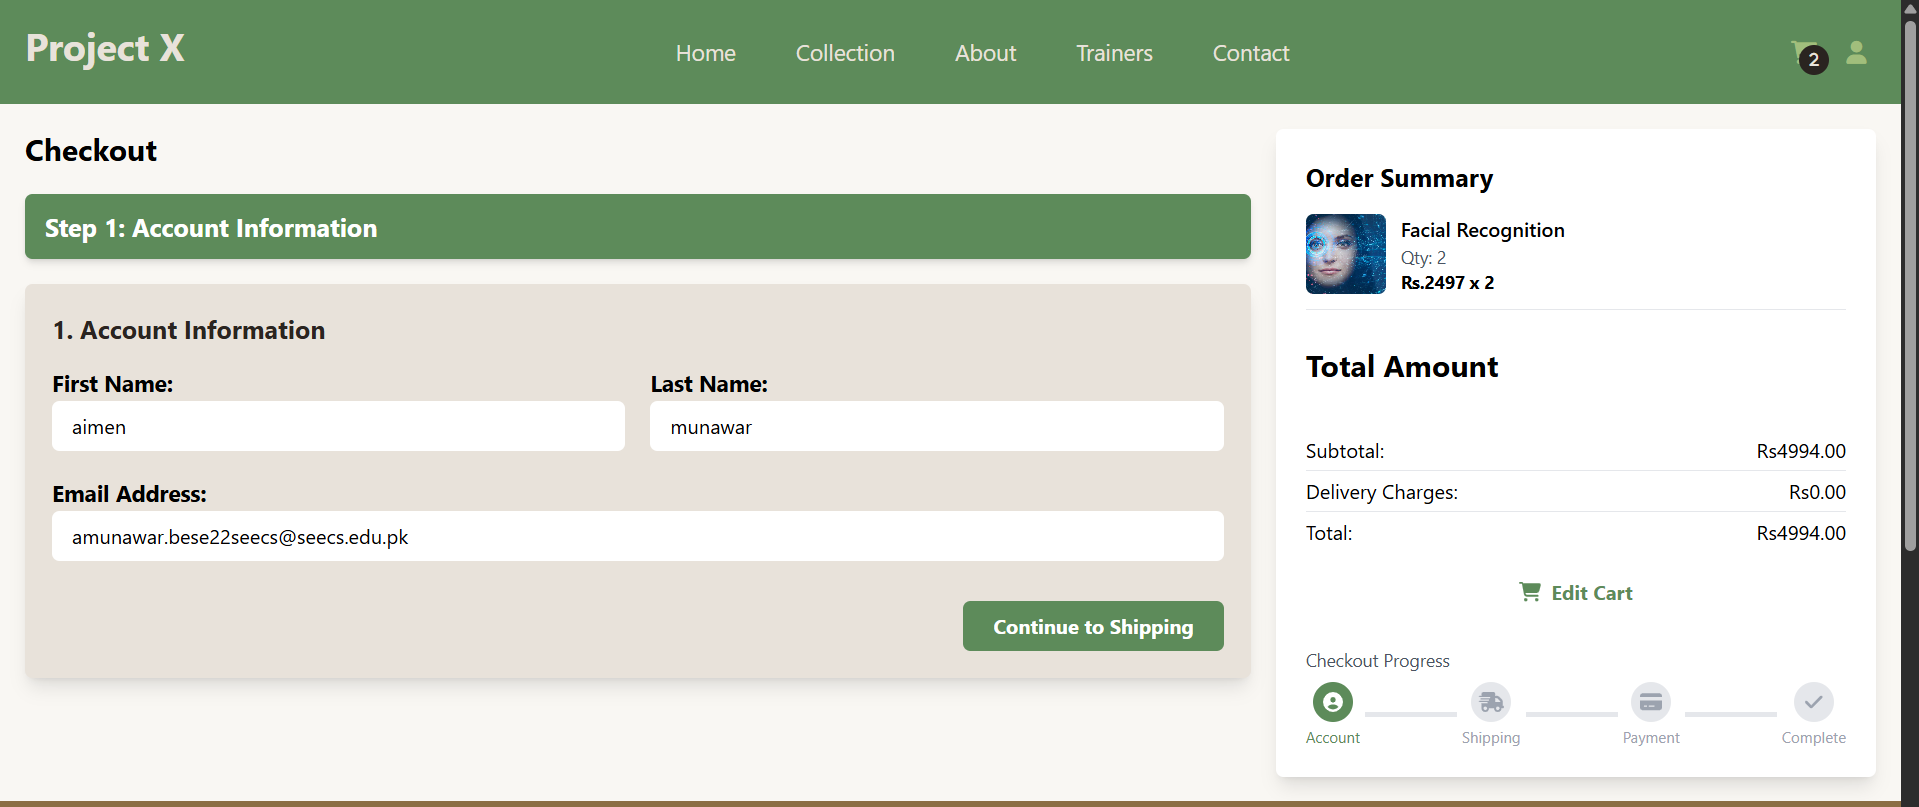 Project X
Home
Collection
About
Trainers
Contact
2
Checkout
Step 1: Account Information
1. Account Information
First Name:
Last Name:
aimen
munawar
Email Address:
amunawar.bese22seecs@seecs.edu.pk
Continue to Shipping
Order Summary
Facial Recognition
Qty: 2
Rs.2497 x 2
Total Amount
Subtotal: Rs4994.00
Delivery Charges: Rs0.00
Total: Rs4994.00
Edit Cart
Checkout Progress
Account
Shipping
Payment
Complete